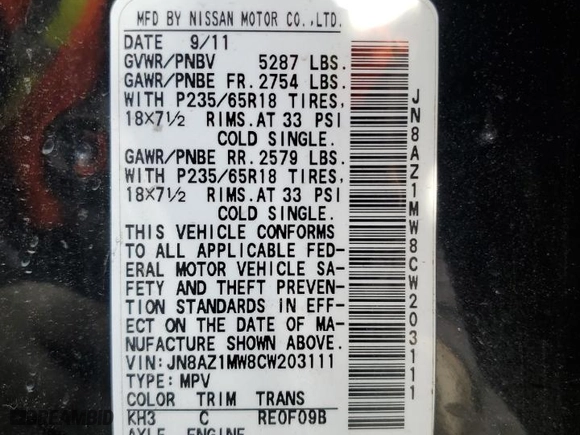 MFD BY NISSAN MOTOR CO.,LTD.
DATE 9/11
GVWR/PNBV 5287 LBS.
GAWR/PNBE FR. 2754 LBS.
WITH P235/65R18 TIRES,
18X7½ RIMS.AT 33 PSI
COLD SINGLE.
GAWR/PNBE RR. 2579 LBS.
WITH P235/65R18 TIRES,
18X7½ RIMS.AT 33 PSI
COLD SINGLE.
THIS VEHICLE CONFORMS
TO ALL APPLICABLE FED-
ERAL MOTOR VEHICLE SA-
FETY AND THEFT PREVEN-
TION STANDARDS IN EFF-
ECT ON THE DATE OF MA-
NUFACTURE SHOWN ABOVE.
VIN:JN8AZ1MW8CW203111
TYPE: MPV
COLOR TRIM TRANS
KH3 C RE0F09B
AXLE ENGINE
JN8AZ1MW8CW203111
DREAMBID